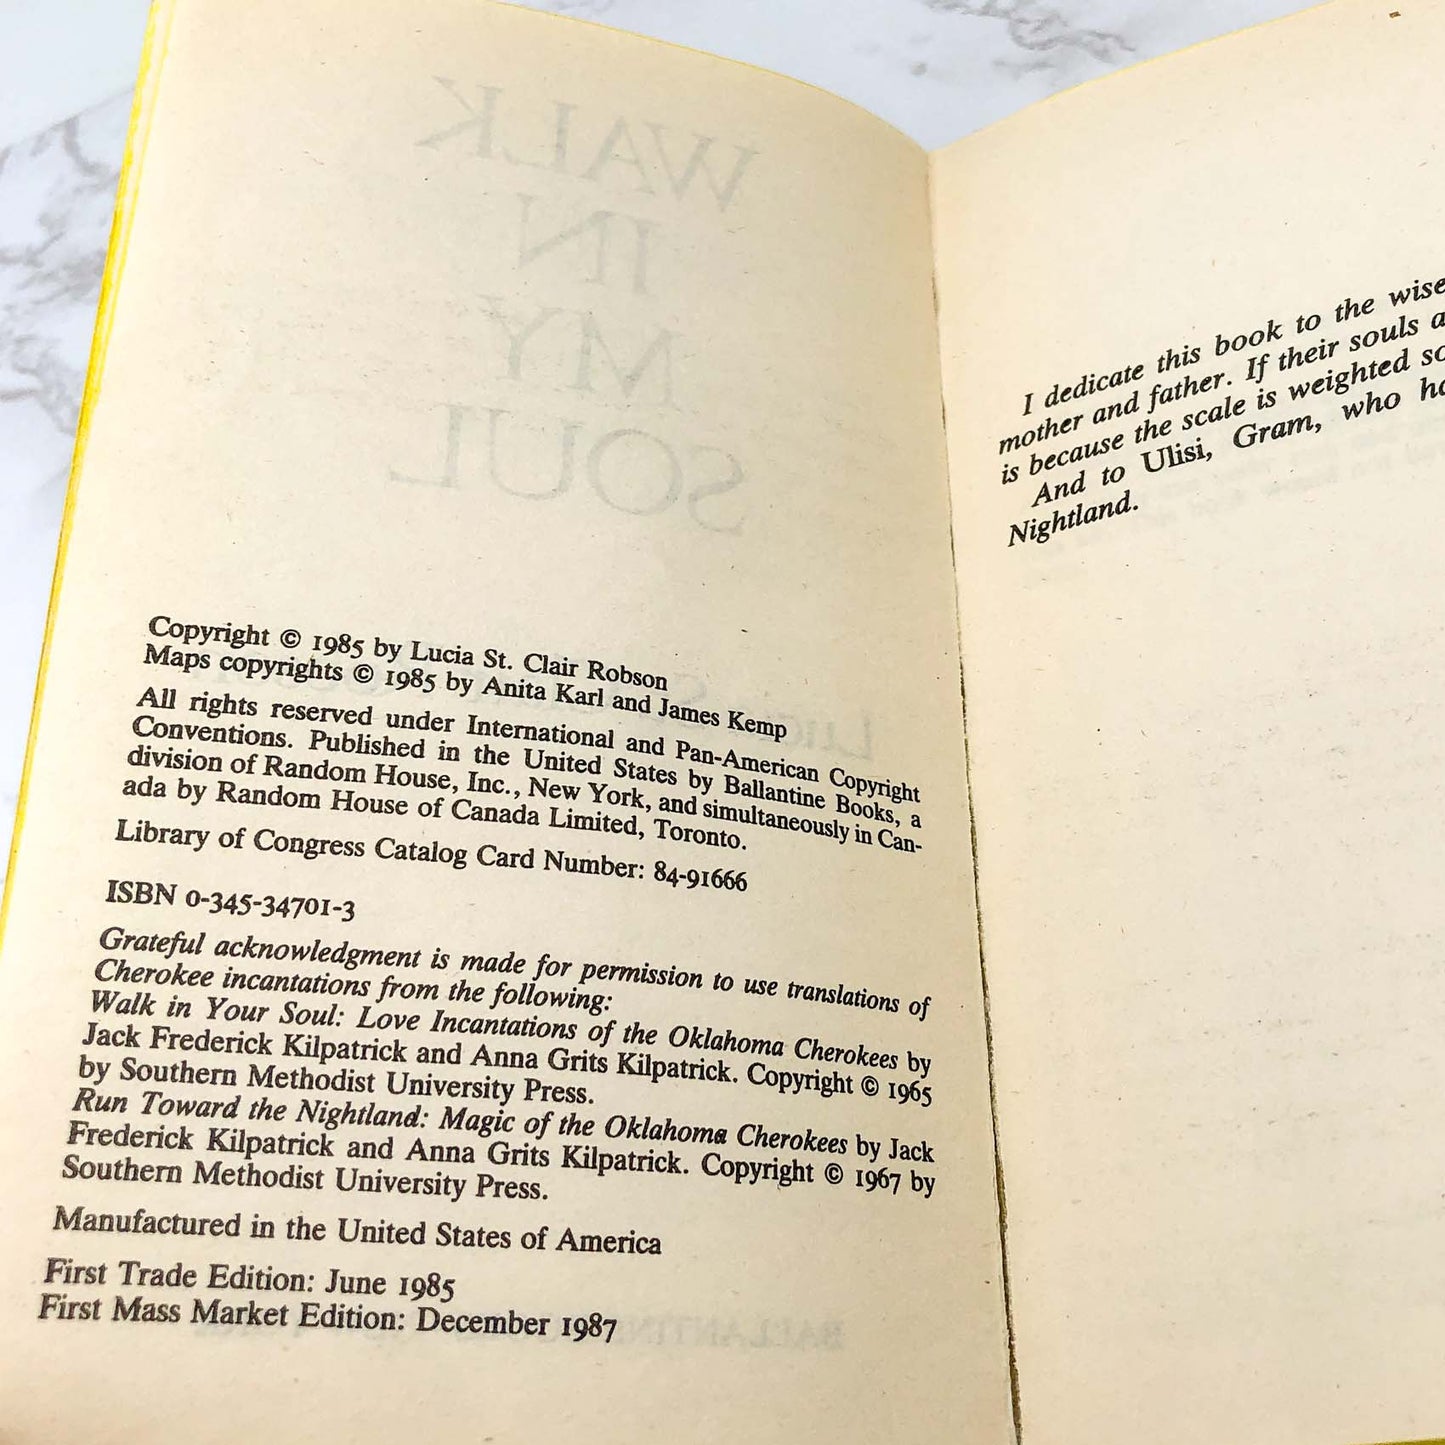 WALK
IN
MY
SOUL
Copyright © 1985 by Lucia St. Clair Robson
Maps copyrights © 1985 by Anita Karl and James Kemp
All rights reserved under International and Pan-American Copyright
Conventions. Published in the United States by Ballantine Books, a
division of Random House, Inc., New York, and simultaneously in Can-
ada by Random House of Canada Limited, Toronto.
Library of Congress Catalog Card Number: 84-91666
ISBN 0-345-34701-3
Grateful acknowledgment is made for permission to use translations of
Cherokee incantations from the following:
Walk in Your Soul: Love Incantations of the Oklahoma Cherokees by
Jack Frederick Kilpatrick and Anna Grits Kilpatrick. Copyright © 1965
by Southern Methodist University Press.
Run Toward the Nightland: Magic of the Oklahoma Cherokees by Jack
Frederick Kilpatrick and Anna Grits Kilpatrick. Copyright © 1967 by
Southern Methodist University Press.
Manufactured in the United States of America
First Trade Edition: June 1985
First Mass Market Edition: December 1987
I dedicate this book to the wise
mother and father. If their souls a
is because the scale is weighted so
And to Ulisi, Gram, who ha
Nightland.